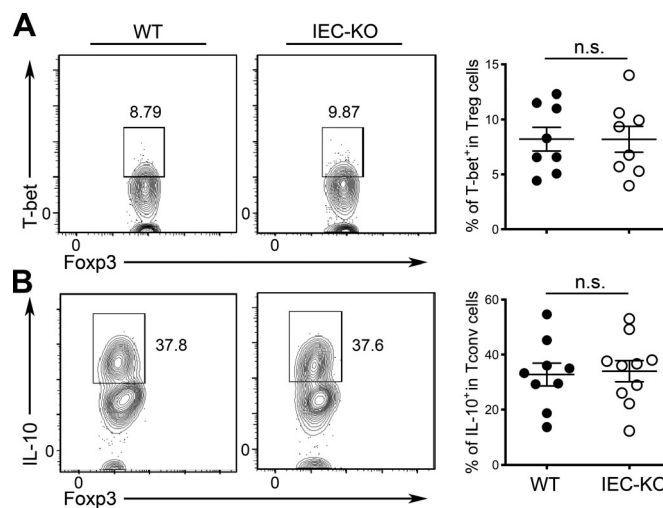 A
WT
IEC-KO
8.79
9.87
T-bet
0
0
0
Foxp3
n.s.
15
10
5
0
% of T-bet+ in Treg cells
B
37.8
37.6
IL-10
0
0
0
Foxp3
n.s.
60
40
20
0
% of IL-10+ in Tconv cells
WT
IEC-KO